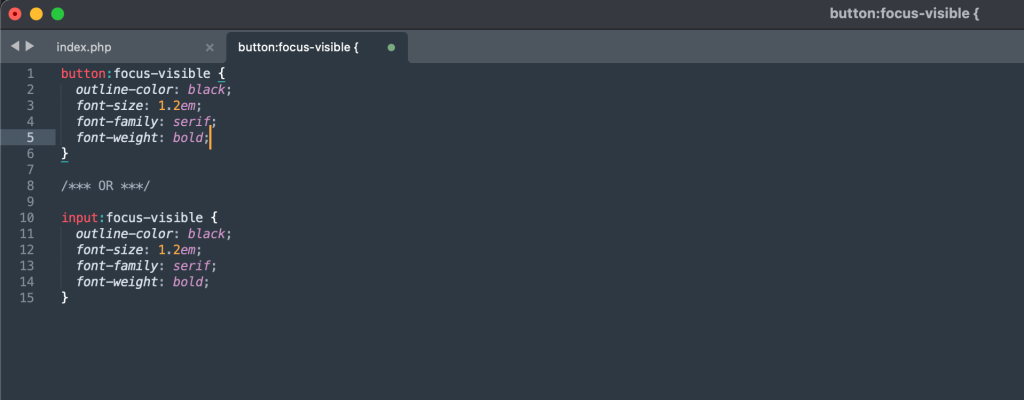 button:focus-visible {
index.php
button:focus-visible {
1 button:focus-visible {
2 outline-color: black;
3 font-size: 1.2em;
4 font-family: serif;
5 font-weight: bold;
6 }
7
8 /*** OR ***/
9
10 input:focus-visible {
11 outline-color: black;
12 font-size: 1.2em;
13 font-family: serif;
14 font-weight: bold;
15 }